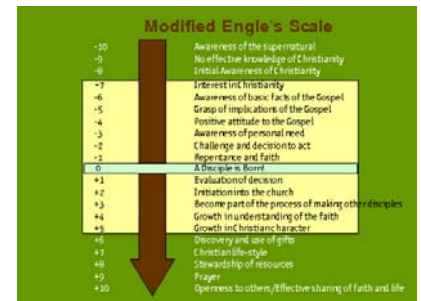 Modified Engle's Scale
-10 Awareness of the supernatural
-9 No effective knowledge of Christianity
-8 Initial Awareness of Christianity
-7 Interest in Christianity
-6 Awareness of basic facts of the Gospel
-5 Grasp of implications of the Gospel
-4 Positive attitude to the Gospel
-3 Awareness of personal need
-2 Challenge and decision to act
-1 Repentance and faith
0 A Disciple is Born!
+1 Evaluation of decision
+2 Initiation into the church
+3 Become part of the process of making other disciples
+4 Growth in understanding of the faith
+5 Growth in Christian character
+6 Discovery and use of gifts
+7 Christian life-style
+8 Stewardship of resources
+9 Prayer
+10 Openness to others/Effective sharing of faith and life